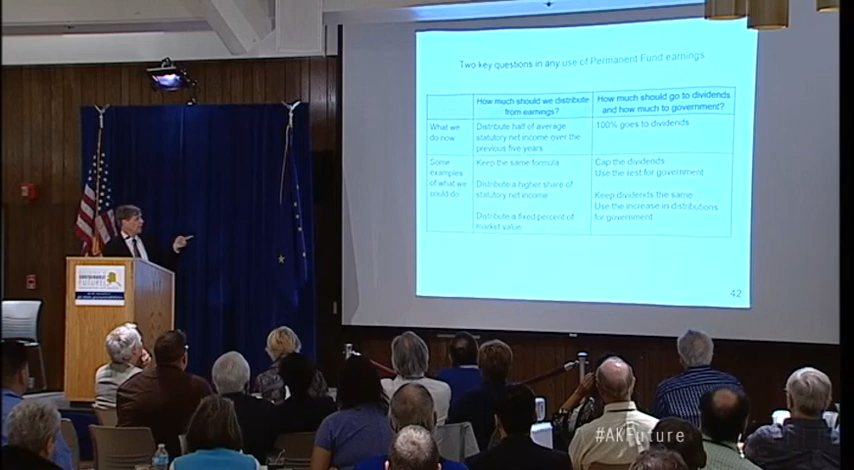 Two key questions in any use of Permanent Fund earnings
How much should we distribute
from earnings?
How much should go to dividends
and how much to government?
What we
do now
Distribute half of average
statutory net income over the
previous five years
100% goes to dividends
Some
examples
of what we
could do
Keep the same formula
Distribute a higher share of
statutory net income
Distribute a fixed percent of
market value
Cap the dividends
Use the rest for government
Keep dividends the same
Use the increase in distributions
for government
42
SUSTAINABLE
FUTURE
#AKFuture